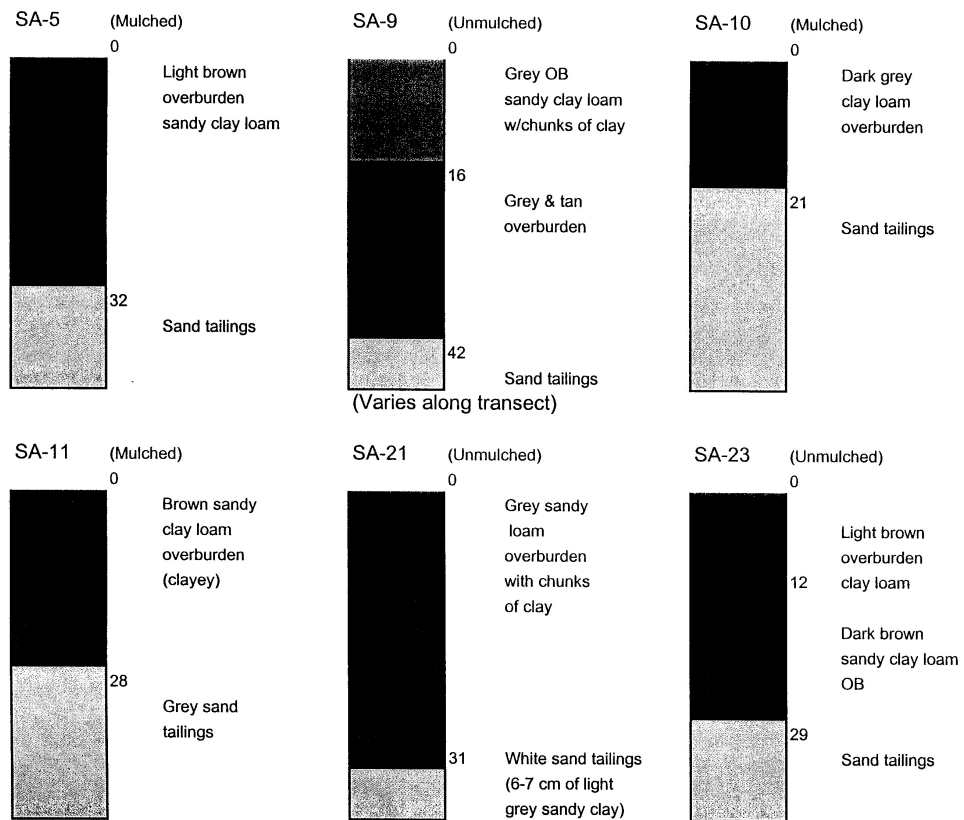 SA-5 (Mulched)
0
Light brown
overburden
sandy clay loam
32
Sand tailings
SA-9 (Unmulched)
0
Grey OB
sandy clay loam
w/chunks of clay
16
Grey & tan
overburden
42
Sand tailings
(Varies along transect)
SA-10 (Mulched)
0
Dark grey
clay loam
overburden
21
Sand tailings
SA-11 (Mulched)
0
Brown sandy
clay loam
overburden
(clayey)
28
Grey sand
tailings
SA-21 (Unmulched)
0
Grey sandy
loam
overburden
with chunks
of clay
31
White sand tailings
(6-7 cm of light
grey sandy clay)
SA-23 (Unmulched)
0
Light brown
overburden
12
clay loam
Dark brown
sandy clay loam
OB
29
Sand tailings